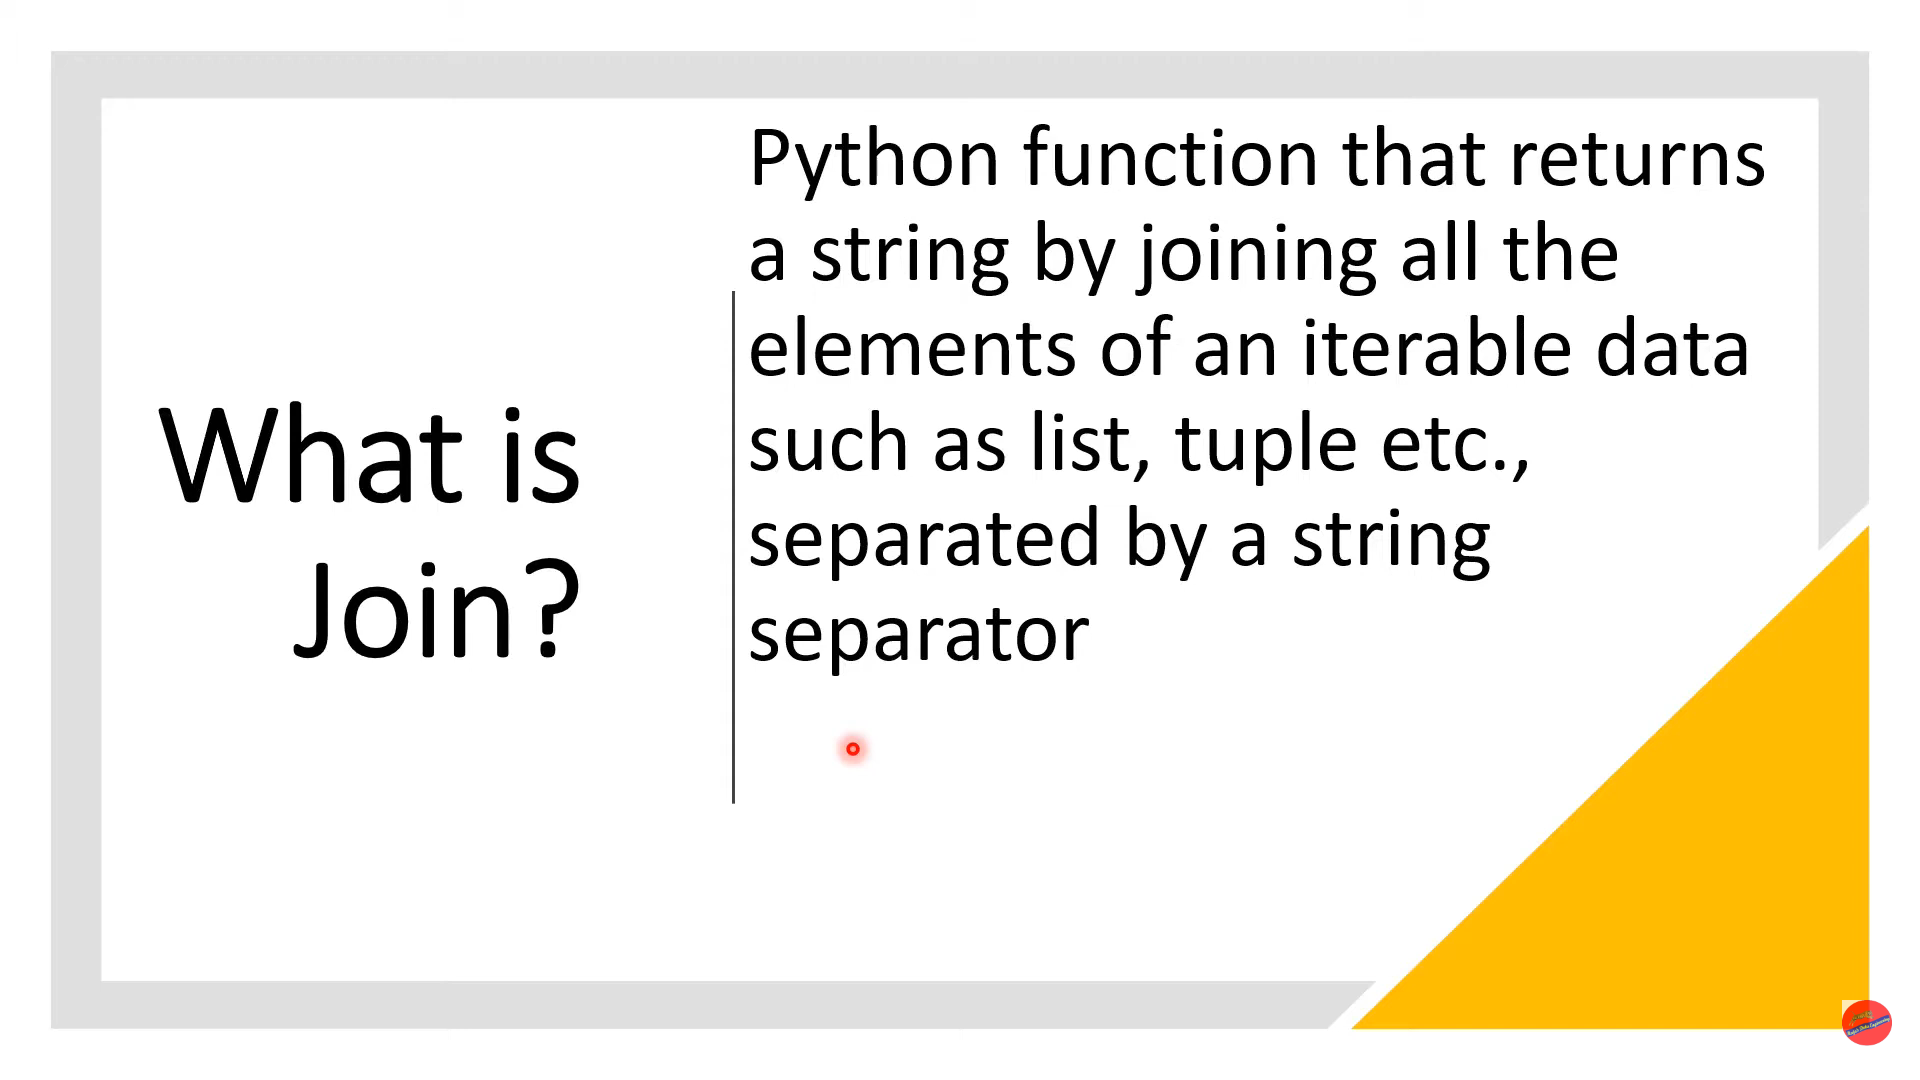 What is
Join?
Python function that returns
a string by joining all the
elements of an iterable data
such as list, tuple etc.,
separated by a string
separator